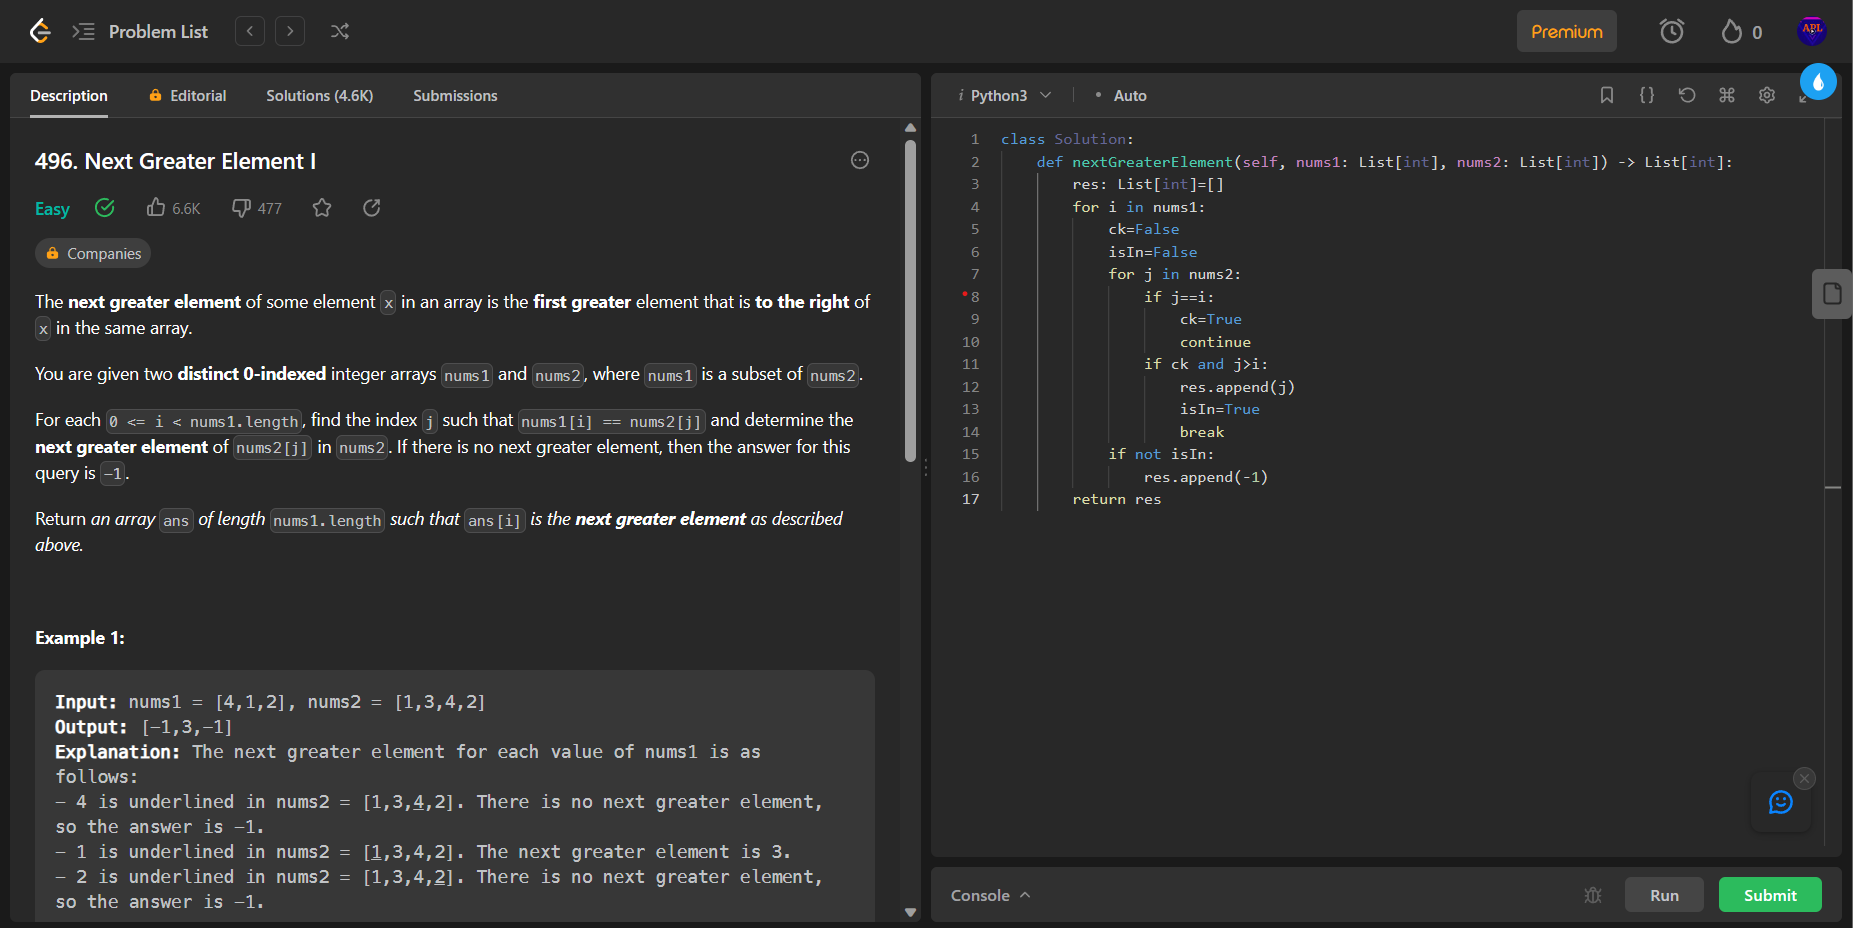 Problem List
Premium
0
APL
Description
Editorial
Solutions (4.6K)
Submissions
496. Next Greater Element I
Easy
6.6K
477
Companies
The next greater element of some element x in an array is the first greater element that is to the right of
x in the same array.
You are given two distinct 0-indexed integer arrays nums1 and nums2, where nums1 is a subset of nums2.
For each 0 <= i < nums1.length, find the index j such that nums1[i] == nums2[j] and determine the
next greater element of nums2[j] in nums2. If there is no next greater element, then the answer for this
query is -1.
Return an array ans of length nums1.length such that ans[i] is the next greater element as described
above.
Example 1:
Input: nums1 = [4,1,2], nums2 = [1,3,4,2]
Output: [-1,3,-1]
Explanation: The next greater element for each value of nums1 is as
follows:
- 4 is underlined in nums2 = [1,3,4,2]. There is no next greater element,
so the answer is -1.
- 1 is underlined in nums2 = [1,3,4,2]. The next greater element is 3.
- 2 is underlined in nums2 = [1,3,4,2]. There is no next greater element,
so the answer is -1.
i Python3
• Auto
1 class Solution:
2     def nextGreaterElement(self, nums1: List[int], nums2: List[int]) -> List[int]:
3         res: List[int]=[]
4         for i in nums1:
5             ck=False
6             isIn=False
7             for j in nums2:
8                 if j==i:
9                     ck=True
10                     continue
11                 if ck and j>i:
12                     res.append(j)
13                     isIn=True
14                     break
15             if not isIn:
16                 res.append(-1)
17         return res
Console
Run
Submit